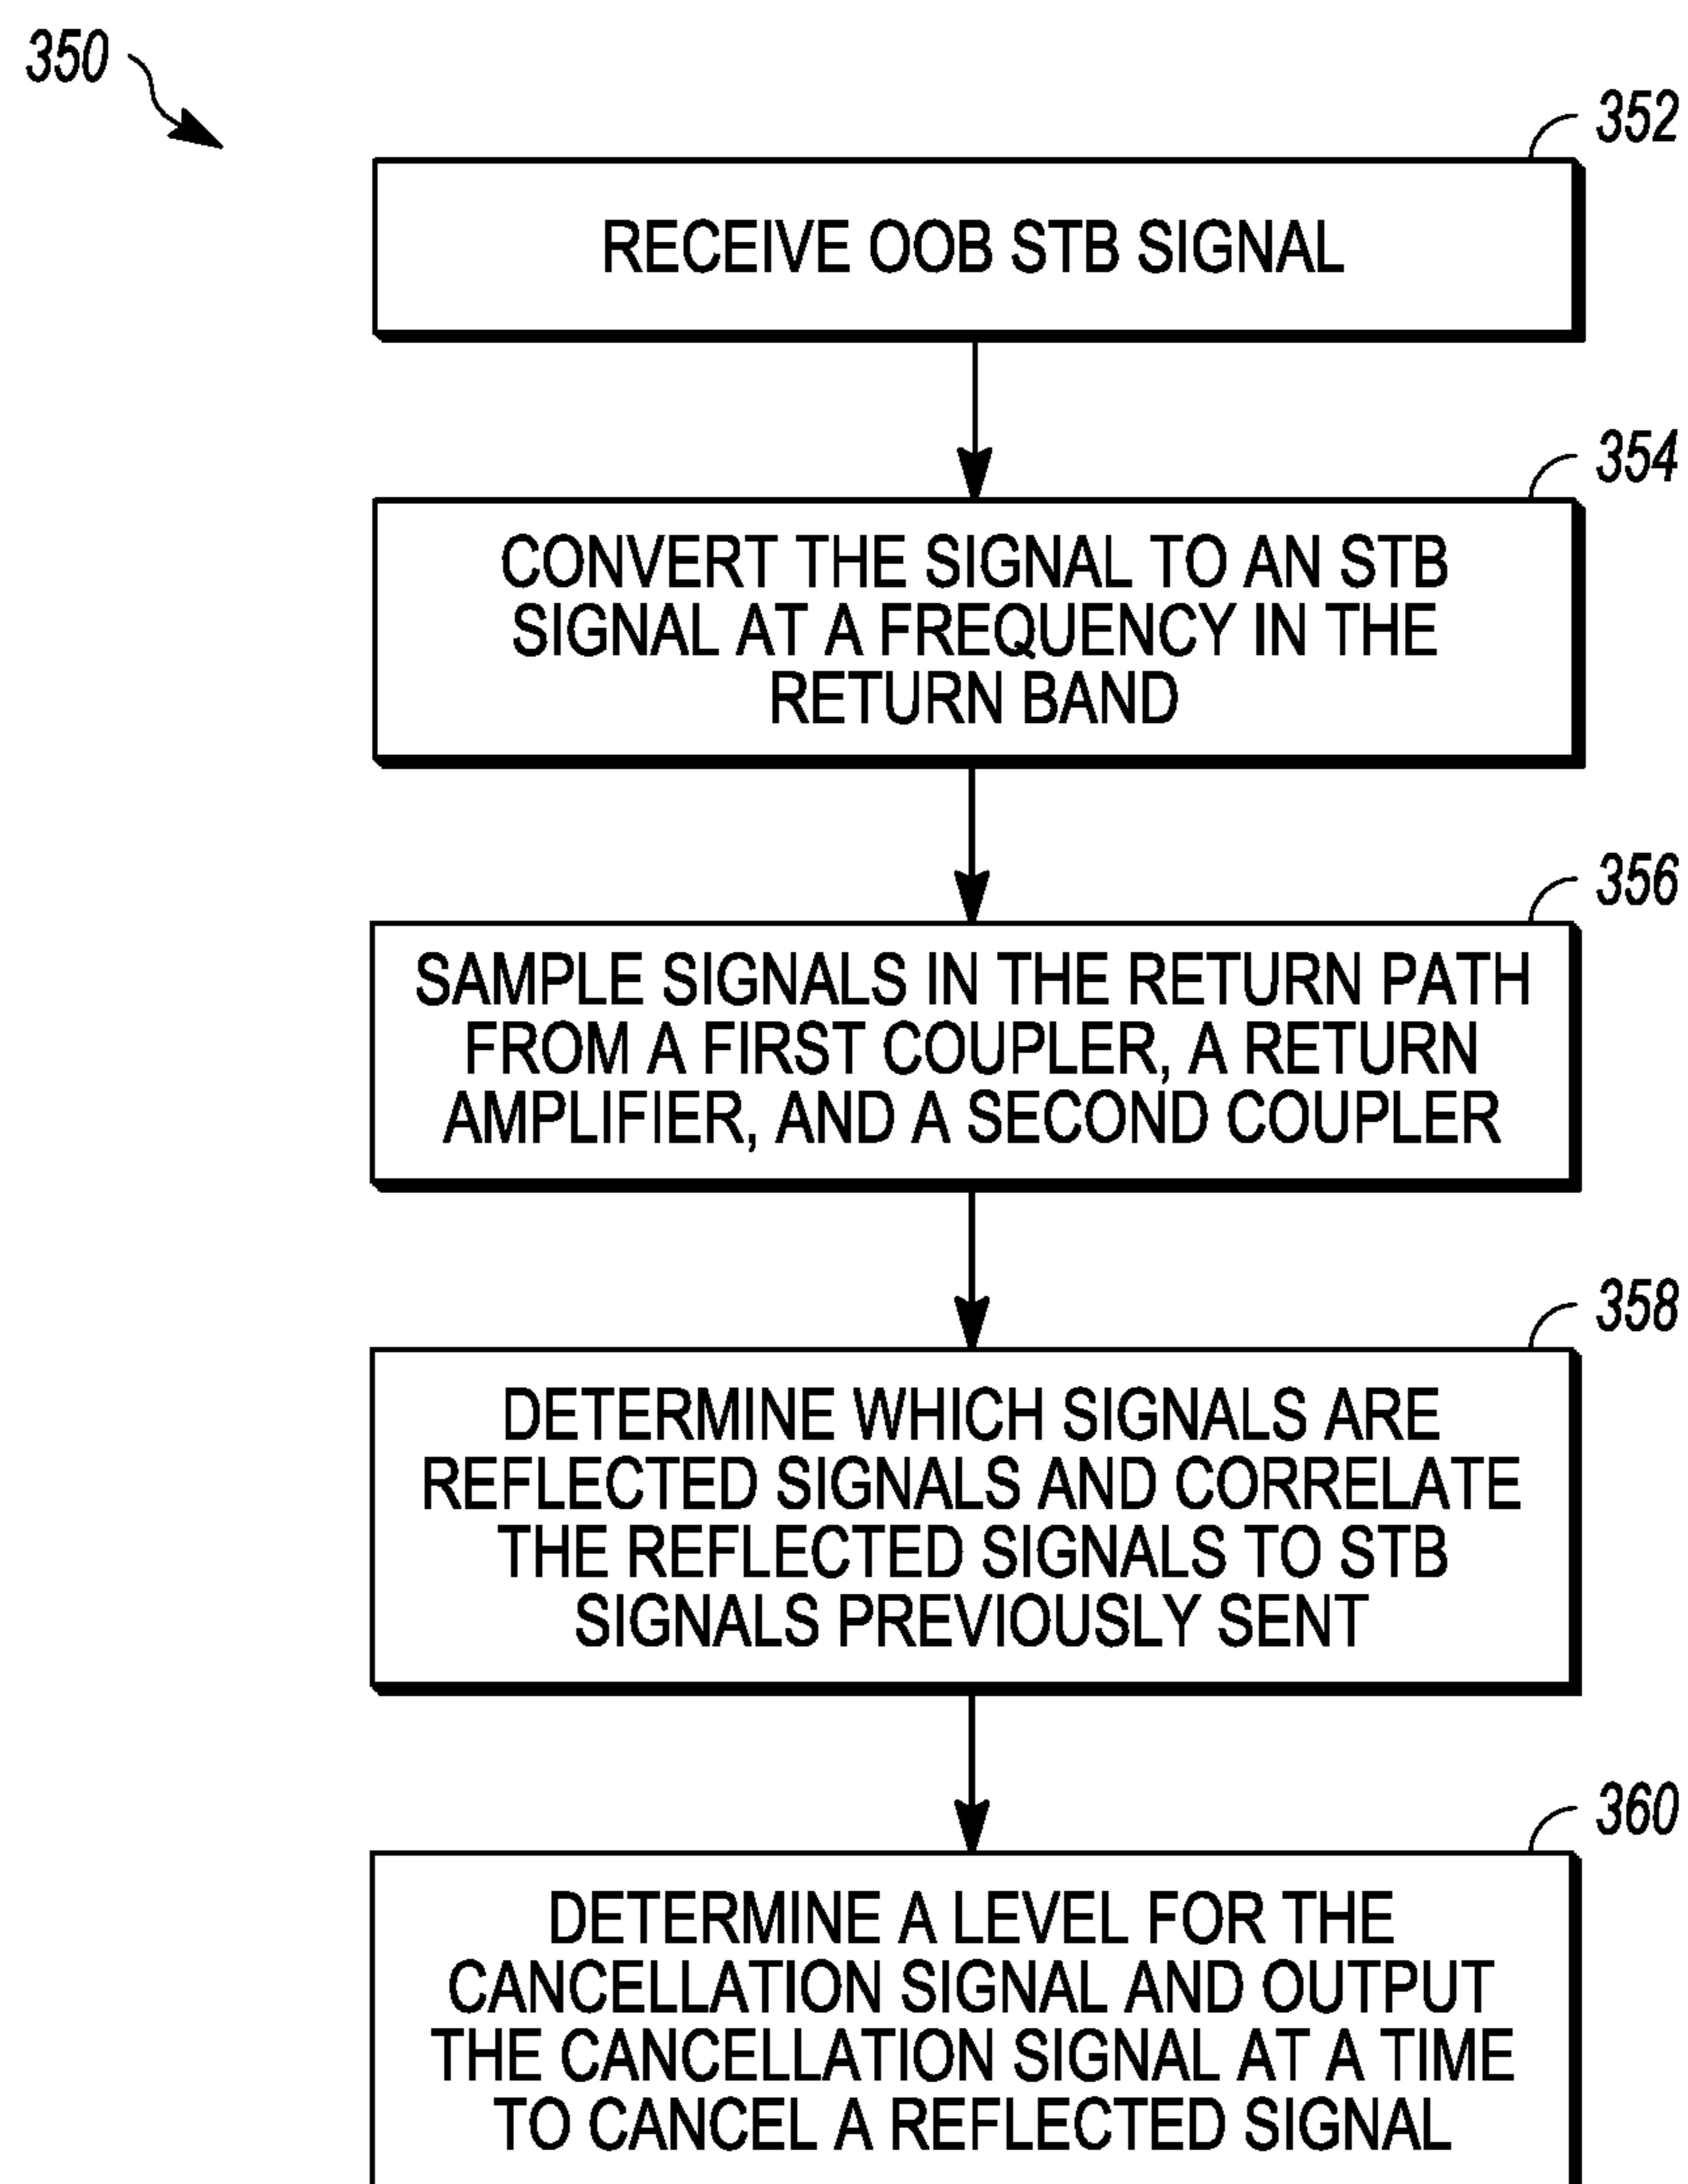 350
352
RECEIVE OOB STB SIGNAL
354
CONVERT THE SIGNAL TO AN STB
SIGNAL AT A FREQUENCY IN THE
RETURN BAND
356
SAMPLE SIGNALS IN THE RETURN PATH
FROM A FIRST COUPLER, A RETURN
AMPLIFIER, AND A SECOND COUPLER
358
DETERMINE WHICH SIGNALS ARE
REFLECTED SIGNALS AND CORRELATE
THE REFLECTED SIGNALS TO STB
SIGNALS PREVIOUSLY SENT
360
DETERMINE A LEVEL FOR THE
CANCELLATION SIGNAL AND OUTPUT
THE CANCELLATION SIGNAL AT A TIME
TO CANCEL A REFLECTED SIGNAL